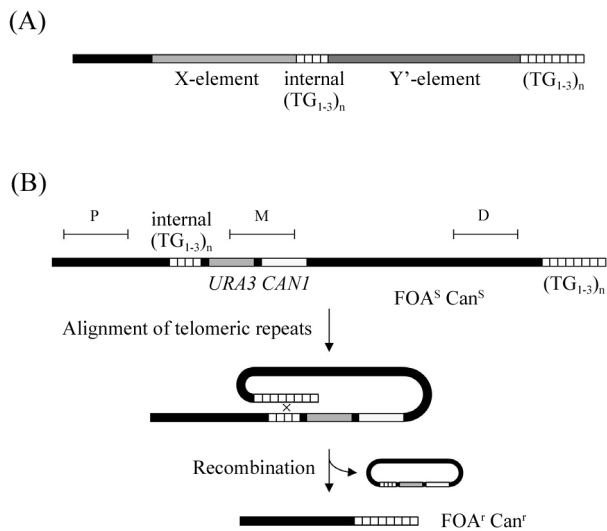 (A)
X-element internal Y’-element (TG₁₋₃)ₙ
(TG₁₋₃)ₙ
(B)
P internal M D
(TG₁₋₃)ₙ
URA3 CAN1 (TG₁₋₃)ₙ
FOAˢ Canˢ
Alignment of telomeric repeats
×
Recombination
FOAʳ Canʳ